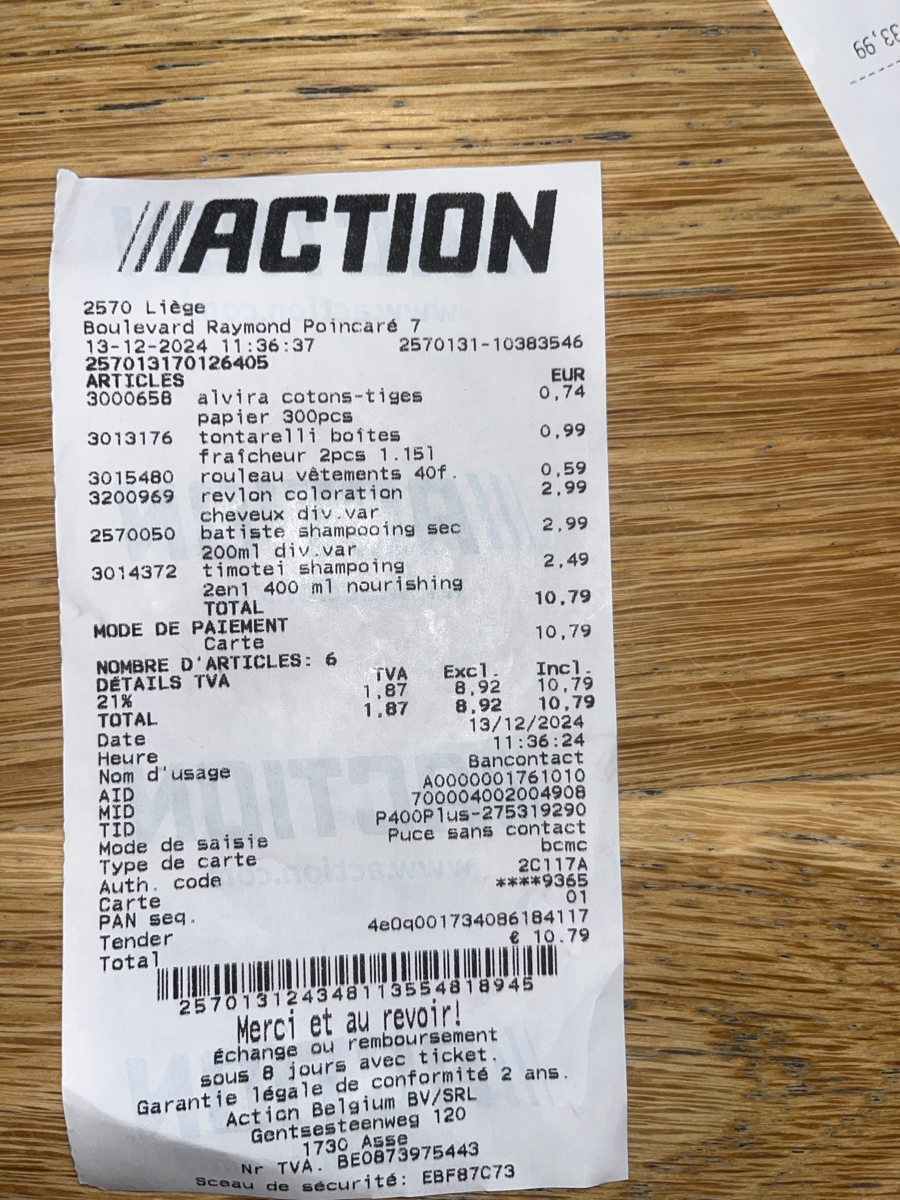 33,99
ACTION
2570 Liège
Boulevard Raymond Poincaré 7
13-12-2024 11:36:37 2570131-10383546
257013170126405
ARTICLES EUR
3000658 alvira cotons-tiges 0,74
papier 300pcs
3013176 tontarelli boîtes 0,99
fraîcheur 2pcs 1.15l
3015480 rouleau vêtements 40f. 0,59
3200969 revlon coloration 2,99
cheveux div.var
2570050 batiste shampooing sec 2,99
200ml div.var
3014372 timotei shampoing 2,49
2en1 400 ml nourishing
TOTAL 10,79
MODE DE PAIEMENT
Carte 10,79
NOMBRE D'ARTICLES: 6
DÉTAILS TVA TVA Excl. Incl.
21% 1,87 8,92 10,79
TOTAL 1,87 8,92 10,79
Date 13/12/2024
Heure 11:36:24
Nom d'usage Bancontact
AID A0000001761010
MID 700004002004908
TID P400Plus-275319290
Mode de saisie Puce sans contact
Type de carte bcmc
Auth. code 2C117A
Carte ****9365
PAN seq. 01
Tender 4e0q001734086184117
Total € 10.79
2570131243481135548​18945
Merci et au revoir!
Échange ou remboursement
sous 8 jours avec ticket.
Garantie légale de conformité 2 ans.
Action Belgium BV/SRL
Gentsesteenweg 120
1730 Asse
Nr TVA. BE0873975443
Sceau de sécurité: EBF87C73